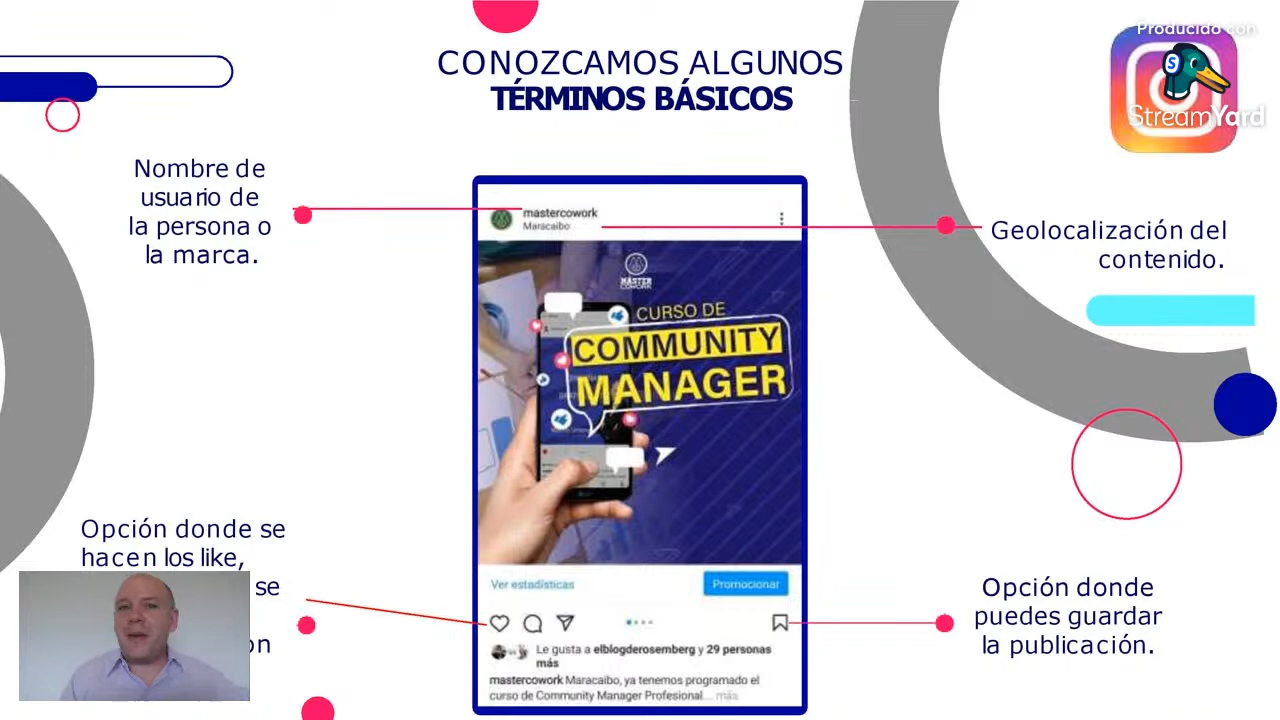 CONOZCAMOS ALGUNOS
TÉRMINOS BÁSICOS
Producido con
StreamYard
Nombre de
usuario de
la persona o
la marca.
mastercowork
Maracaibo
Geolocalización del
contenido.
MÁSTER
COWORK
CURSO DE
COMMUNITY
MANAGER
Opción donde se
hacen los like,
se
on
Ver estadísticas
Promocionar
Opción donde
puedes guardar
la publicación.
Le gusta a elblogderosemberg y 29 personas
más
mastercowork Maracaibo, ya tenemos programado el
curso de Community Manager Profesional... más